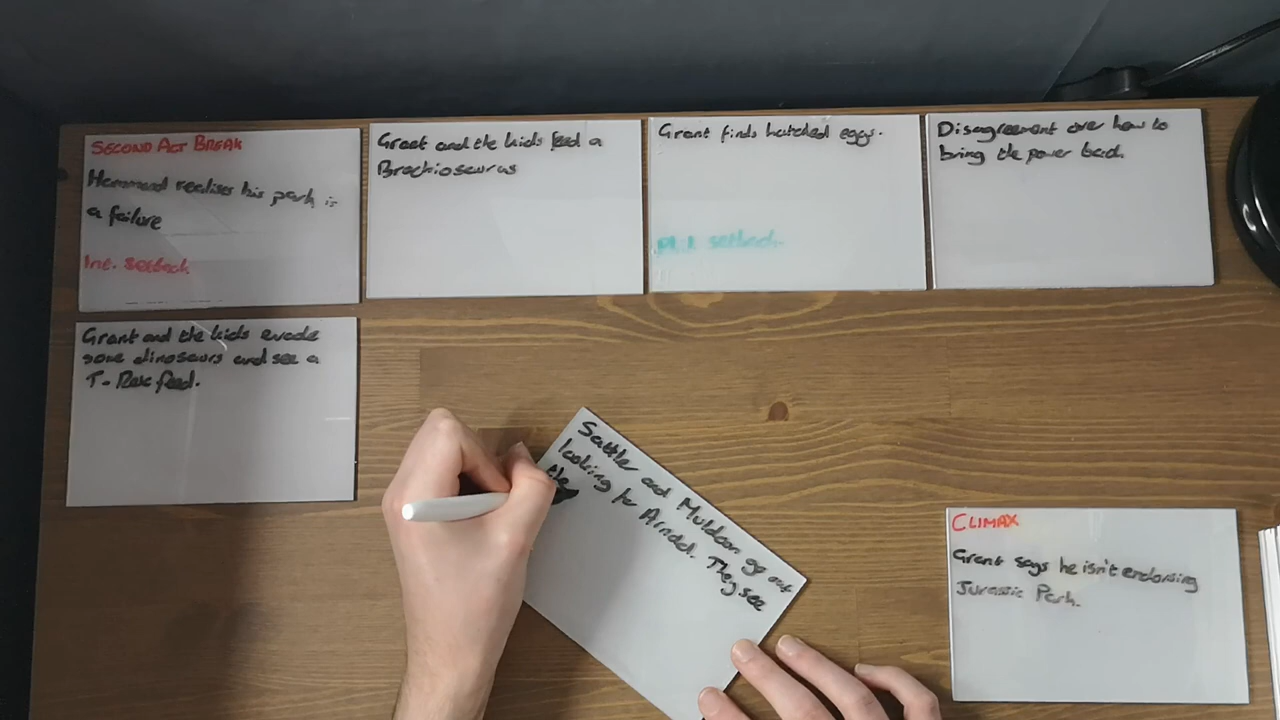 SECOND ACT BREAK
Hammond realises his park is
a failure
Int. setback
Grant and the kids feed a
Brachiosaurus
Grant finds hatched eggs.
setback
Disagreement over how to
bring the power back.
Grant and the kids evade
some dinosaurs and see a
T-Rex feed.
Sattler and Muldoon go out
looking for Arnold. They see
the
CLIMAX
Grant says he isn't endorsing
Jurassic Park.